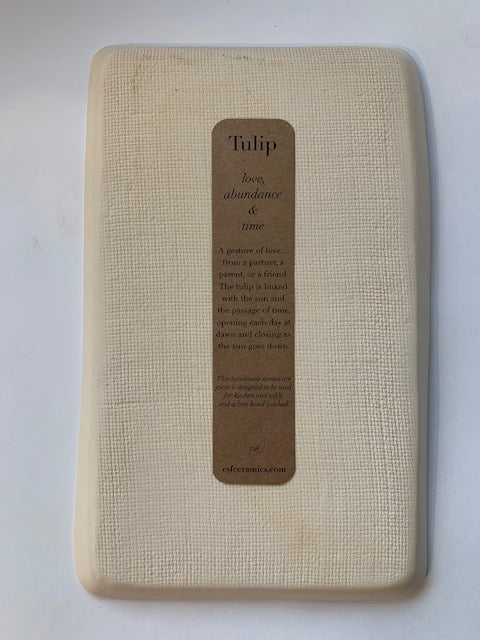 Tulip
love,
abundance
&
time
A gesture of love...
from a partner, a
parent, or a friend.
The tulip is linked
with the sun and
the passage of time,
opening each day at
dawn and closing as
the sun goes down.
This handmade stoneware
piece is designed to be used
for kitchen and table
and is best hand washed.
csf
csfceramics.com